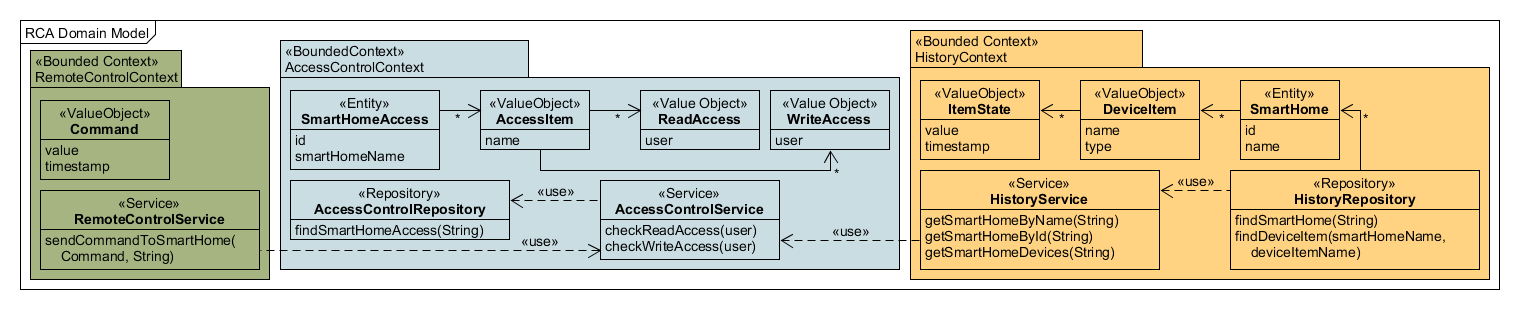 RCA Domain Model
«Bounded Context»
RemoteControlContext
«ValueObject»
Command
value
timestamp
«Service»
RemoteControlService
sendCommandToSmartHome(
Command, String)
«use»
«BoundedContext»
AccessControlContext
«Entity»
SmartHomeAccess
id
smartHomeName
*
«ValueObject»
AccessItem
name
*
«Value Object»
ReadAccess
user
«Value Object»
WriteAccess
user
*
«Repository»
AccessControlRepository
findSmartHomeAccess(String)
«use»
«Service»
AccessControlService
checkReadAccess(user)
checkWriteAccess(user)
«use»
«Bounded Context»
HistoryContext
«ValueObject»
ItemState
value
timestamp
*
«ValueObject»
DeviceItem
name
type
*
«Entity»
SmartHome
id
name
*
«Service»
HistoryService
getSmartHomeByName(String)
getSmartHomeById(String)
getSmartHomeDevices(String)
«use»
«Repository»
HistoryRepository
findSmartHome(String)
findDeviceItem(smartHomeName,
deviceItemName)